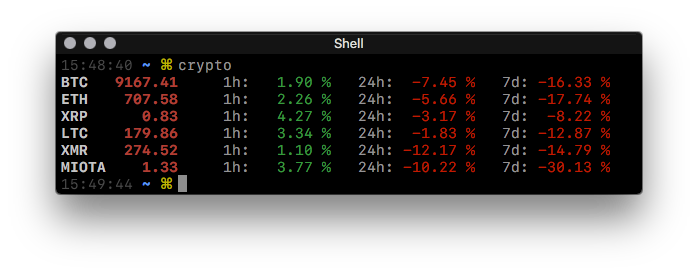 Shell
15:48:40 ~ ⌘ crypto
BTC 9167.41 1h: 1.90 % 24h: -7.45 % 7d: -16.33 %
ETH 707.58 1h: 2.26 % 24h: -5.66 % 7d: -17.74 %
XRP 0.83 1h: 4.27 % 24h: -3.17 % 7d: -8.22 %
LTC 179.86 1h: 3.34 % 24h: -1.83 % 7d: -12.87 %
XMR 274.52 1h: 1.10 % 24h: -12.17 % 7d: -14.79 %
MIOTA 1.33 1h: 3.77 % 24h: -10.22 % 7d: -30.13 %
15:49:44 ~ ⌘